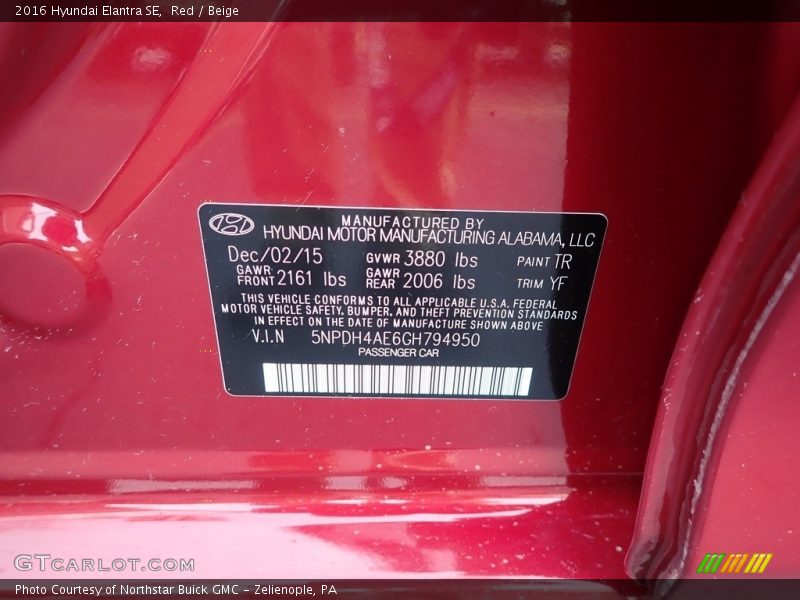 2016 Hyundai Elantra SE, Red / Beige
MANUFACTURED BY
HYUNDAI MOTOR MANUFACTURING ALABAMA, LLC
Dec/02/15 GVWR 3880 lbs PAINT TR
GAWR FRONT 2161 lbs GAWR REAR 2006 lbs TRIM YF
THIS VEHICLE CONFORMS TO ALL APPLICABLE U.S.A. FEDERAL
MOTOR VEHICLE SAFETY, BUMPER, AND THEFT PREVENTION STANDARDS
IN EFFECT ON THE DATE OF MANUFACTURE SHOWN ABOVE
V.I.N 5NPDH4AE6GH794950
PASSENGER CAR
GTCARLOT.COM
Photo Courtesy of Northstar Buick GMC - Zelienople, PA